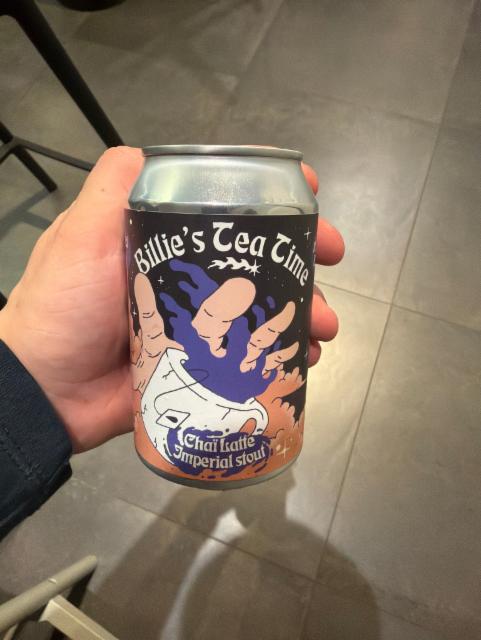 Billie's Tea Time
Chaï Latte
Imperial stout